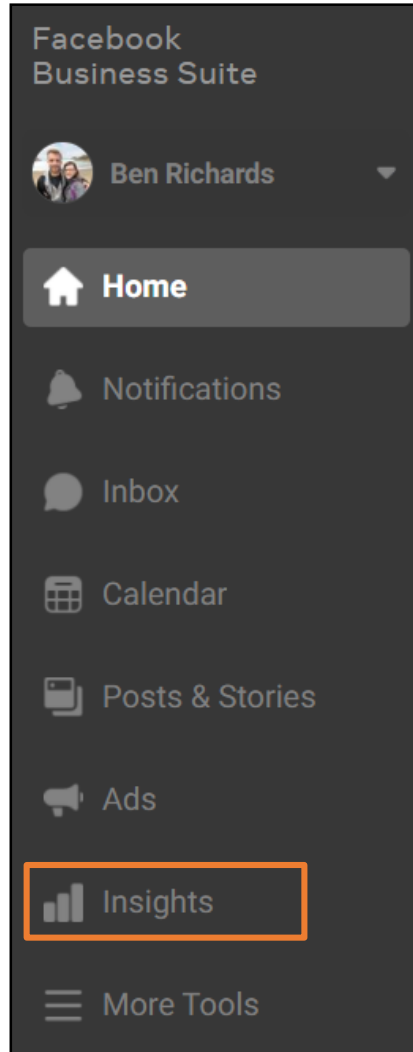 Facebook
Business Suite
Ben Richards
Home
Notifications
Inbox
Calendar
Posts & Stories
Ads
Insights
More Tools